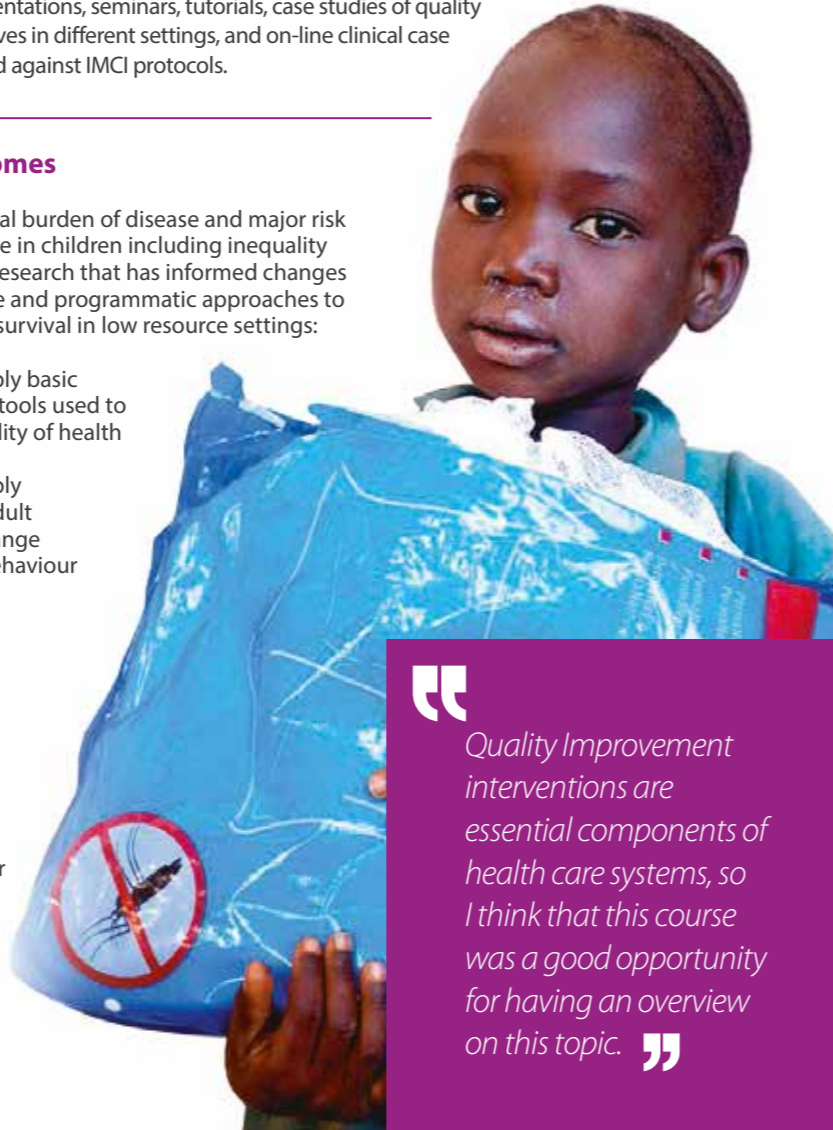 entations, seminars, tutorials, case studies of quality
ves in different settings, and on-line clinical case
d against IMCI protocols.
omes
al burden of disease and major risk
e in children including inequality
esearch that has informed changes
e and programmatic approaches to
survival in low resource settings:
ply basic
tools used to
lity of health
ply
dult
ange
ehaviour
r
Quality Improvement
interventions are
essential components of
health care systems, so
I think that this course
was a good opportunity
for having an overview
on this topic.